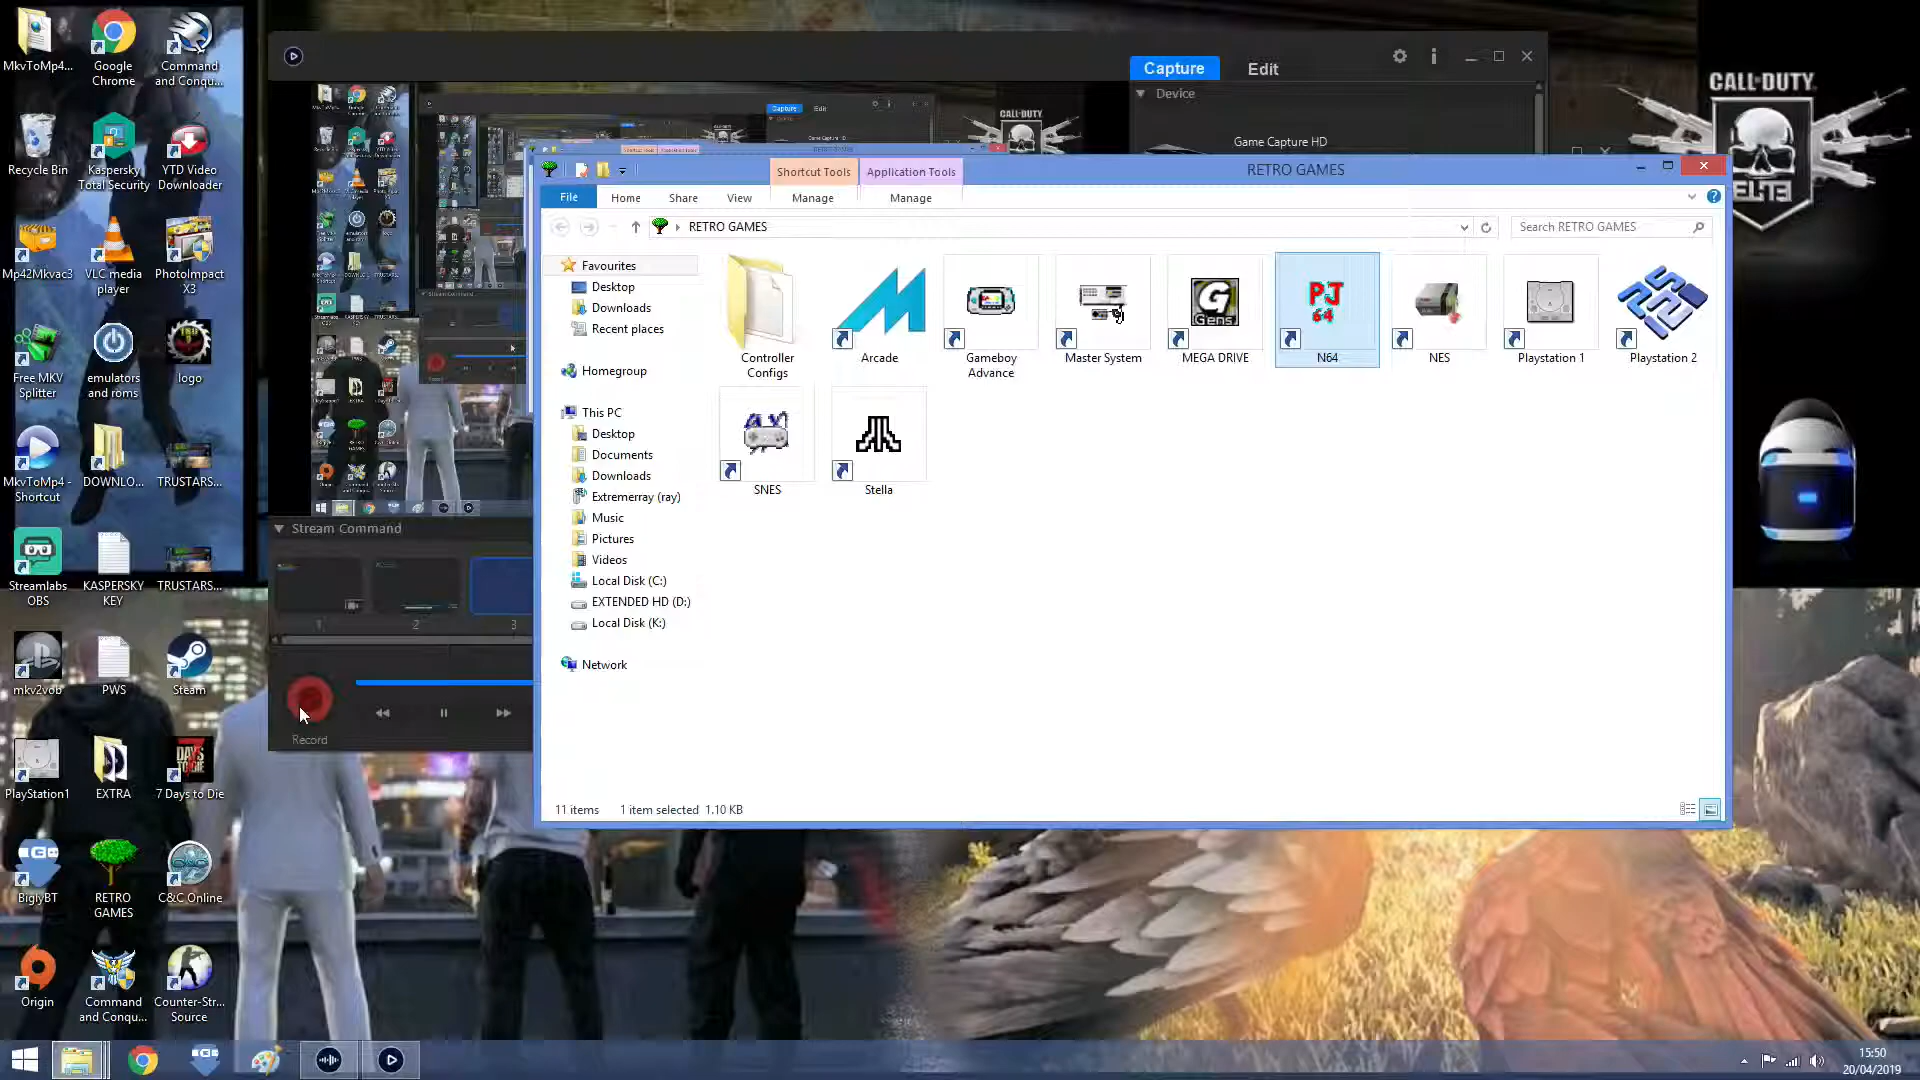 MkvToMp4...
Google Chrome
Command and Conqu...
Recycle Bin
Kaspersky Total Security
YTD Video Downloader
Mp42Mkvac3
VLC media player
PhotoImpact X3
Free MKV Splitter
emulators and roms
logo
MkvToMp4 - Shortcut
DOWNLO...
TRUSTARS...
Streamlabs OBS
KASPERSKY KEY
TRUSTARS...
mkv2vob
PWS
Steam
PlayStation1
EXTRA
7 Days to Die
BiglyBT
RETRO GAMES
C&C Online
Origin
Command and Conqu...
Counter-Str... Source
Capture
Edit
Device
Game Capture HD
Stream Command
1
2
3
Record
Shortcut Tools
Application Tools
RETRO GAMES
File
Home
Share
View
Manage
Manage
RETRO GAMES
Search RETRO GAMES
Favourites
Desktop
Downloads
Recent places
Homegroup
This PC
Desktop
Documents
Downloads
Extremerray (ray)
Music
Pictures
Videos
Local Disk (C:)
EXTENDED HD (D:)
Local Disk (K:)
Network
Controller Configs
Arcade
Gameboy Advance
Master System
MEGA DRIVE
N64
NES
Playstation 1
Playstation 2
SNES
Stella
11 items
1 item selected 1.10 KB
CALL OF DUTY
ELITE
15:50
20/04/2019